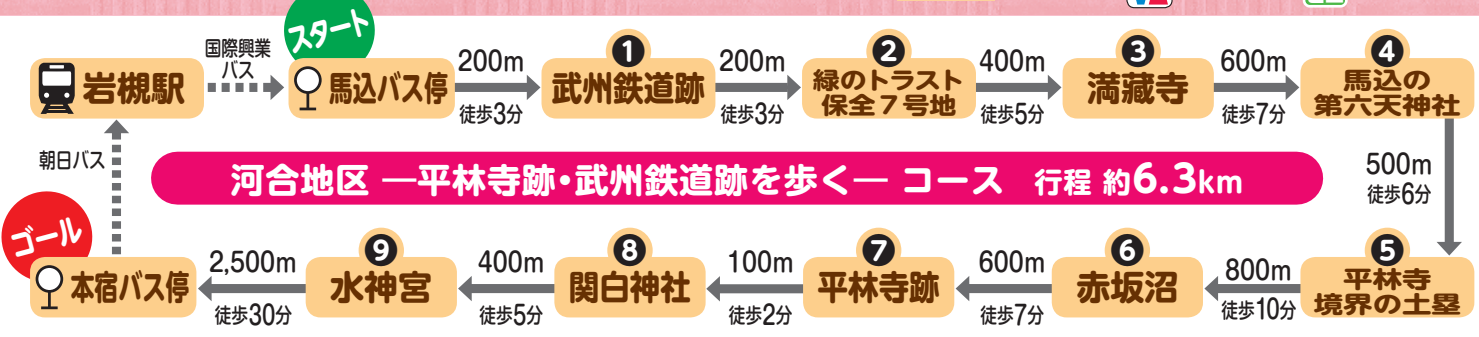 岩槻駅
国際興業
バス
スタート
馬込バス停
200m
徒歩3分
❶
武州鉄道跡
200m
徒歩3分
❷
緑のトラスト
保全7号地
400m
徒歩5分
❸
満藏寺
600m
徒歩7分
❹
馬込の
第六天神社
500m
徒歩6分
河合地区 ―平林寺跡・武州鉄道跡を歩く― コース 行程 約6.3km
❺
平林寺
境界の土塁
800m
徒歩10分
❻
赤坂沼
600m
徒歩7分
❼
平林寺跡
100m
徒歩2分
❽
関白神社
400m
徒歩5分
❾
水神宮
2,500m
徒歩30分
ゴール
本宿バス停
朝日バス